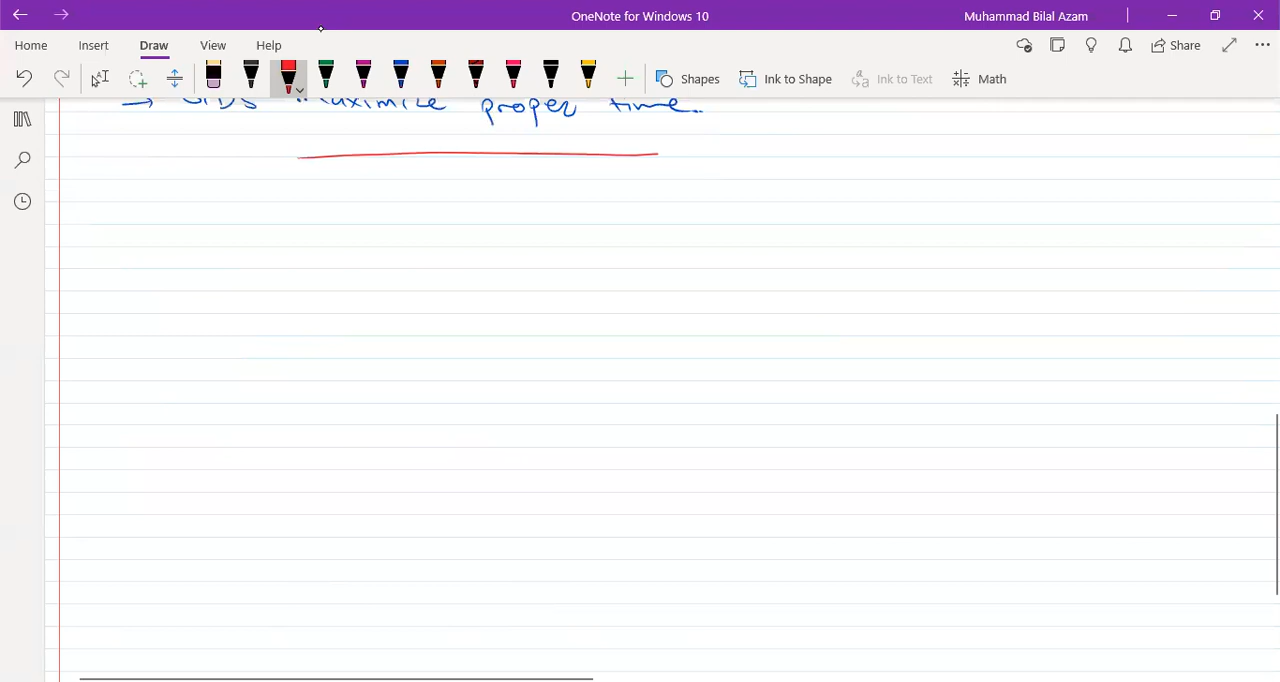 OneNote for Windows 10
Muhammad Bilal Azam
Home Insert Draw View Help
Share
Shapes Ink to Shape Ink to Text Math
→ maximize proper time.